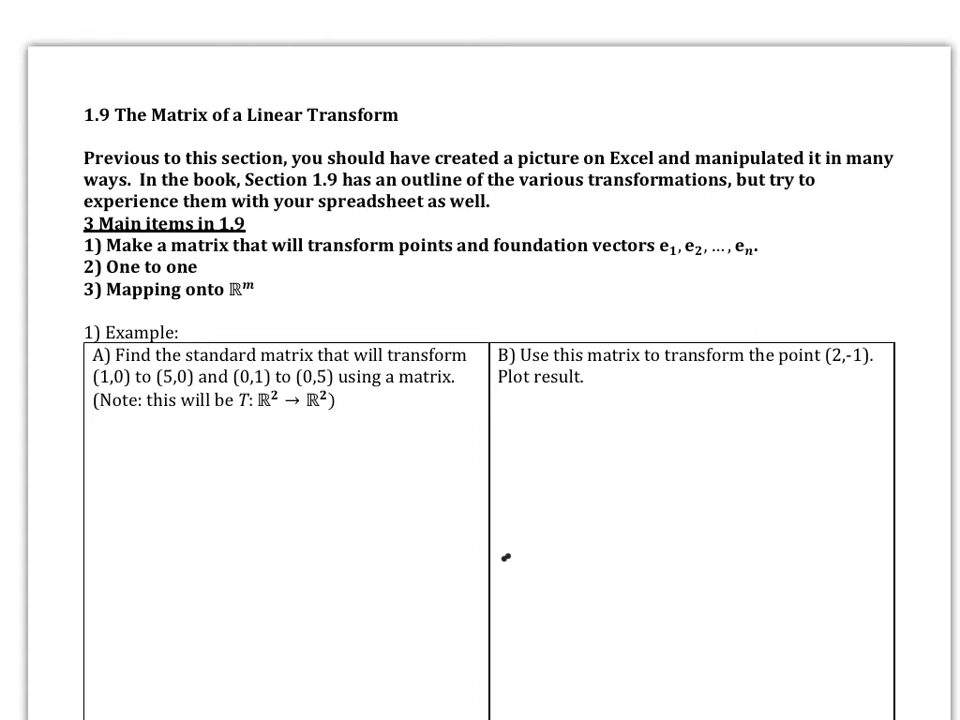 1.9 The Matrix of a Linear Transform
Previous to this section, you should have created a picture on Excel and manipulated it in many
ways.  In the book, Section 1.9 has an outline of the various transformations, but try to
experience them with your spreadsheet as well.
3 Main items in 1.9
1) Make a matrix that will transform points and foundation vectors e₁, e₂, … , eₙ.
2) One to one
3) Mapping onto ℝᵐ
1) Example:
A) Find the standard matrix that will transform
(1,0) to (5,0) and (0,1) to (0,5) using a matrix.
(Note: this will be T: ℝ² → ℝ²)
B) Use this matrix to transform the point (2,-1).
Plot result.